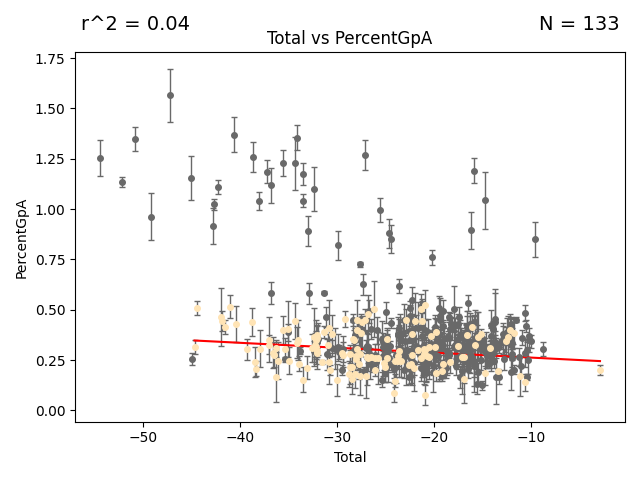 r^2 = 0.04
N = 133
Total vs PercentGpA
1.75
1.50
1.25
1.00
0.75
0.50
0.25
0.00
PercentGpA
−50
−40
−30
−20
−10
Total